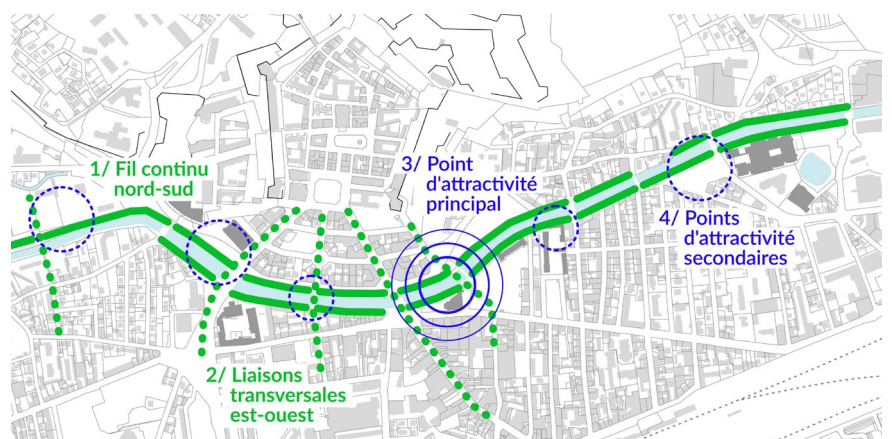 1/ Fil continu
nord-sud
3/ Point
d'attractivité
principal
4/ Points
d'attractivité
secondaires
2/ Liaisons
transversales
est-ouest